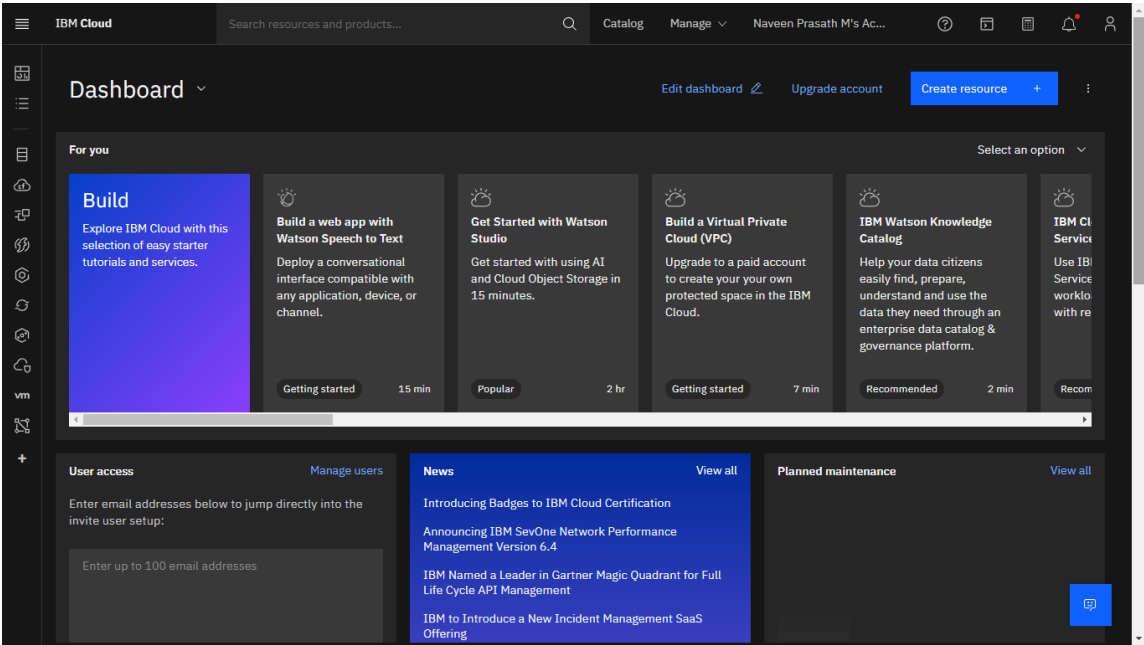 IBM Cloud
Search resources and products...
Catalog
Manage
Naveen Prasath M's Ac...
Dashboard
Edit dashboard
Upgrade account
Create resource +
For you
Select an option
Build
Explore IBM Cloud with this
selection of easy starter
tutorials and services.
Build a web app with
Watson Speech to Text
Deploy a conversational
interface compatible with
any application, device, or
channel.
Getting started
15 min
Get Started with Watson
Studio
Get started with using AI
and Cloud Object Storage in
15 minutes.
Popular
2 hr
Build a Virtual Private
Cloud (VPC)
Upgrade to a paid account
to create your your own
protected space in the IBM
Cloud.
Getting started
7 min
IBM Watson Knowledge
Catalog
Help your data citizens
easily find, prepare,
understand and use the
data they need through an
enterprise data catalog &
governance platform.
Recommended
2 min
IBM Cl
Service
Use IBI
Service
worklo
with re
Recom
vm
User access
Manage users
Enter email addresses below to jump directly into the
invite user setup:
Enter up to 100 email addresses
News
View all
Introducing Badges to IBM Cloud Certification
Announcing IBM SevOne Network Performance
Management Version 6.4
IBM Named a Leader in Gartner Magic Quadrant for Full
Life Cycle API Management
IBM to Introduce a New Incident Management SaaS
Offering
Planned maintenance
View all